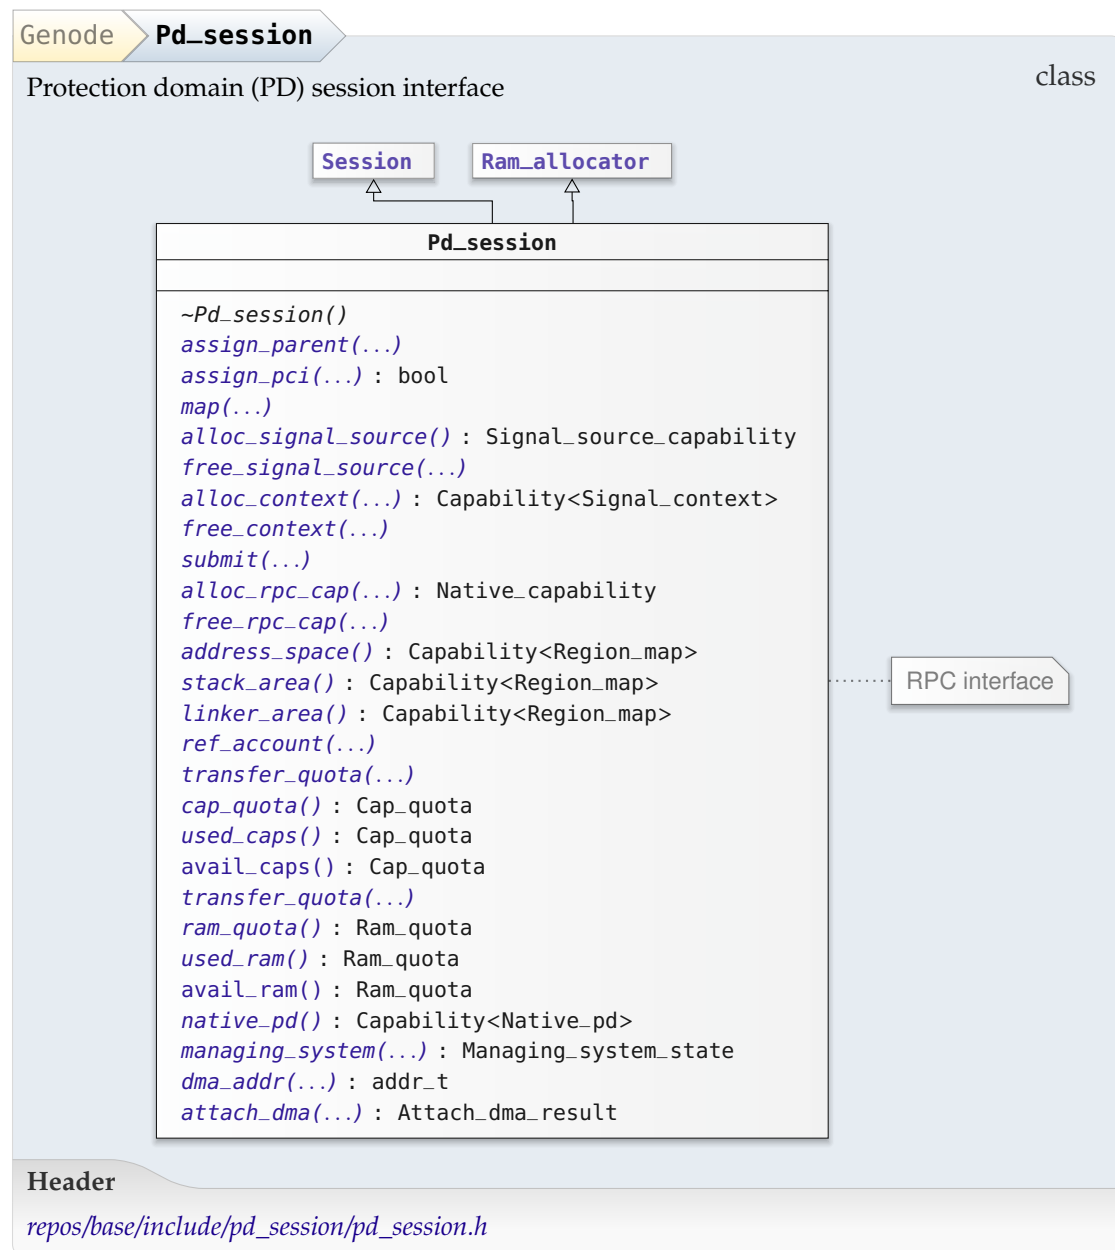 Genode Pd_session
Protection domain (PD) session interface
class
Session Ram_allocator
Pd_session
~Pd_session()
assign_parent(...)
assign_pci(...) : bool
map(...)
alloc_signal_source() : Signal_source_capability
free_signal_source(...)
alloc_context(...) : Capability<Signal_context>
free_context(...)
submit(...)
alloc_rpc_cap(...) : Native_capability
free_rpc_cap(...)
address_space() : Capability<Region_map>
stack_area() : Capability<Region_map>
linker_area() : Capability<Region_map>
ref_account(...)
transfer_quota(...)
cap_quota() : Cap_quota
used_caps() : Cap_quota
avail_caps() : Cap_quota
transfer_quota(...)
ram_quota() : Ram_quota
used_ram() : Ram_quota
avail_ram() : Ram_quota
native_pd() : Capability<Native_pd>
managing_system(...) : Managing_system_state
dma_addr(...) : addr_t
attach_dma(...) : Attach_dma_result
RPC interface
Header
repos/base/include/pd_session/pd_session.h